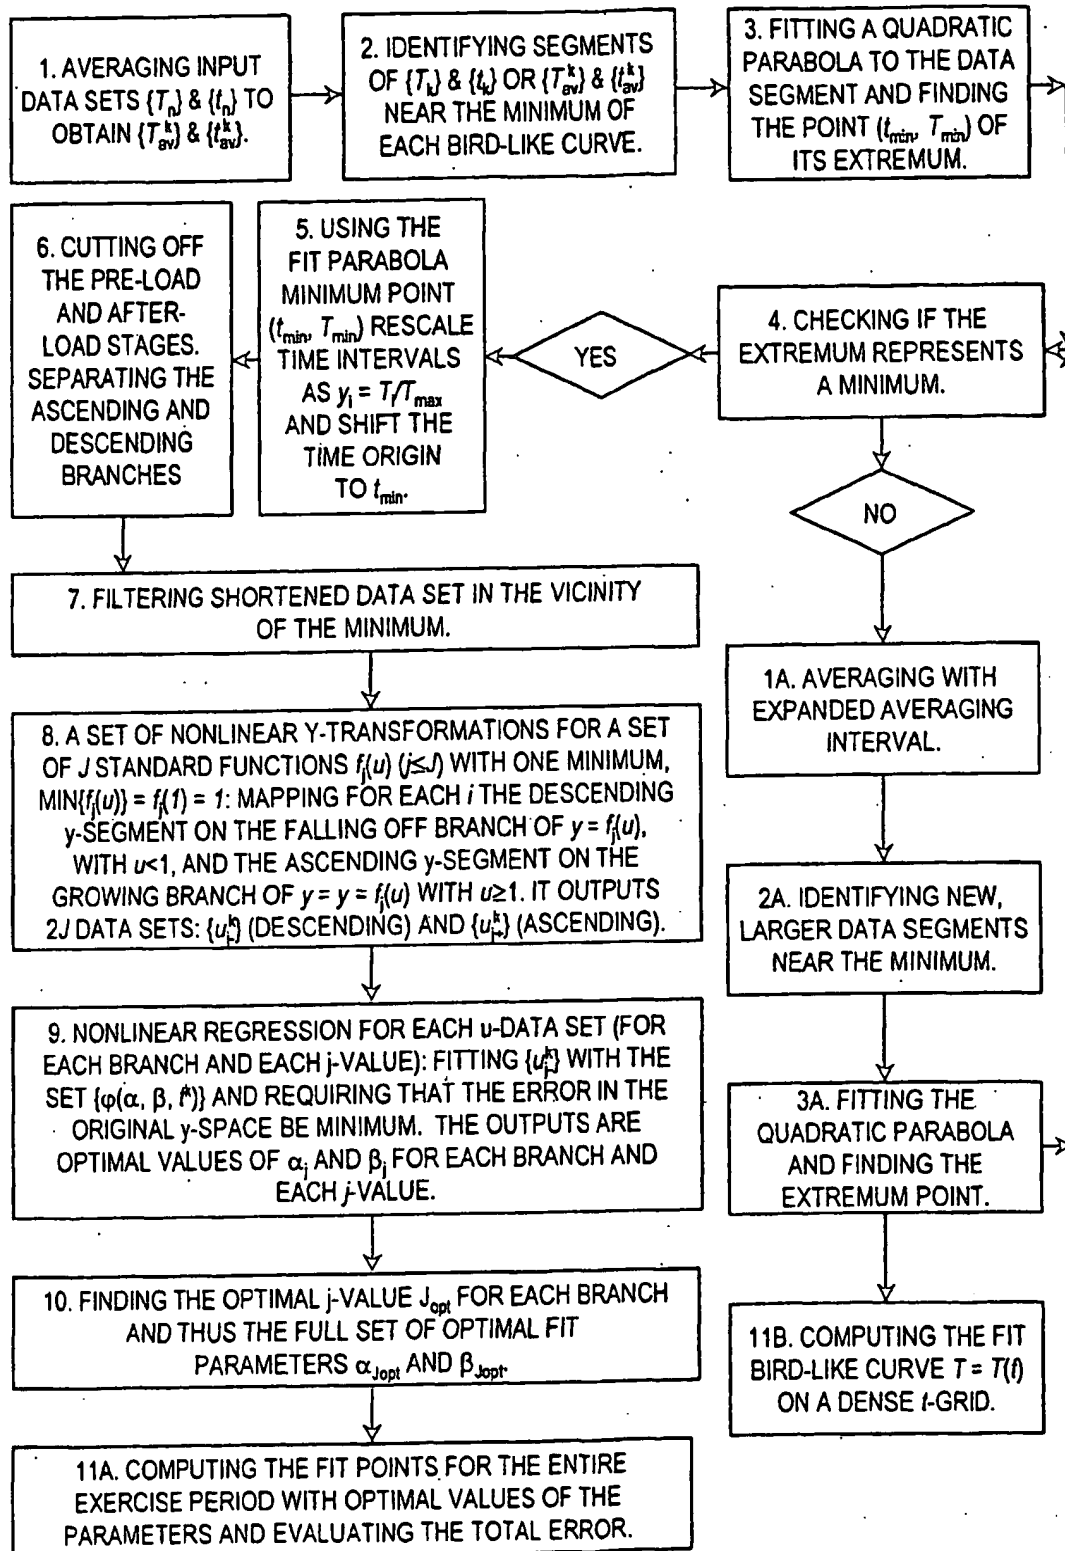 1. AVERAGING INPUT
DATA SETS {Tn} & {tn} TO
OBTAIN {T^k_av} & {t^k_av}.
2. IDENTIFYING SEGMENTS
OF {Tk} & {tk} OR {T^k_av} & {t^k_av}
NEAR THE MINIMUM OF
EACH BIRD-LIKE CURVE.
3. FITTING A QUADRATIC
PARABOLA TO THE DATA
SEGMENT AND FINDING
THE POINT (t_min, T_min) OF
ITS EXTREMUM.
4. CHECKING IF THE
EXTREMUM REPRESENTS
A MINIMUM.
YES
5. USING THE
FIT PARABOLA
MINIMUM POINT
(t_min, T_min) RESCALE
TIME INTERVALS
AS y_i = T_i/T_max
AND SHIFT THE
TIME ORIGIN
TO t_min.
6. CUTTING OFF
THE PRE-LOAD
AND AFTER-
LOAD STAGES.
SEPARATING THE
ASCENDING AND
DESCENDING
BRANCHES
NO
7. FILTERING SHORTENED DATA SET IN THE VICINITY
OF THE MINIMUM.
8. A SET OF NONLINEAR Y-TRANSFORMATIONS FOR A SET
OF J STANDARD FUNCTIONS f_j(u) (j≤J) WITH ONE MINIMUM,
MIN{f_j(u)} = f_j(1) = 1: MAPPING FOR EACH i THE DESCENDING
y-SEGMENT ON THE FALLING OFF BRANCH OF y = f_j(u),
WITH u<1, AND THE ASCENDING y-SEGMENT ON THE
GROWING BRANCH OF y = y = f_j(u) WITH u≥1. IT OUTPUTS
2J DATA SETS: {u^k_j-} (DESCENDING) AND {u^k_j+} (ASCENDING).
9. NONLINEAR REGRESSION FOR EACH u-DATA SET (FOR
EACH BRANCH AND EACH j-VALUE): FITTING {u^k_j} WITH THE
SET {φ(α, β, t^k)} AND REQUIRING THAT THE ERROR IN THE
ORIGINAL y-SPACE BE MINIMUM. THE OUTPUTS ARE
OPTIMAL VALUES OF α_j AND β_j FOR EACH BRANCH AND
EACH j-VALUE.
10. FINDING THE OPTIMAL j-VALUE J_opt FOR EACH BRANCH
AND THUS THE FULL SET OF OPTIMAL FIT
PARAMETERS α_Jopt AND β_Jopt.
11A. COMPUTING THE FIT POINTS FOR THE ENTIRE
EXERCISE PERIOD WITH OPTIMAL VALUES OF THE
PARAMETERS AND EVALUATING THE TOTAL ERROR.
1A. AVERAGING WITH
EXPANDED AVERAGING
INTERVAL.
2A. IDENTIFYING NEW,
LARGER DATA SEGMENTS
NEAR THE MINIMUM.
3A. FITTING THE
QUADRATIC PARABOLA
AND FINDING THE
EXTREMUM POINT.
11B. COMPUTING THE FIT
BIRD-LIKE CURVE T = T(t)
ON A DENSE t-GRID.